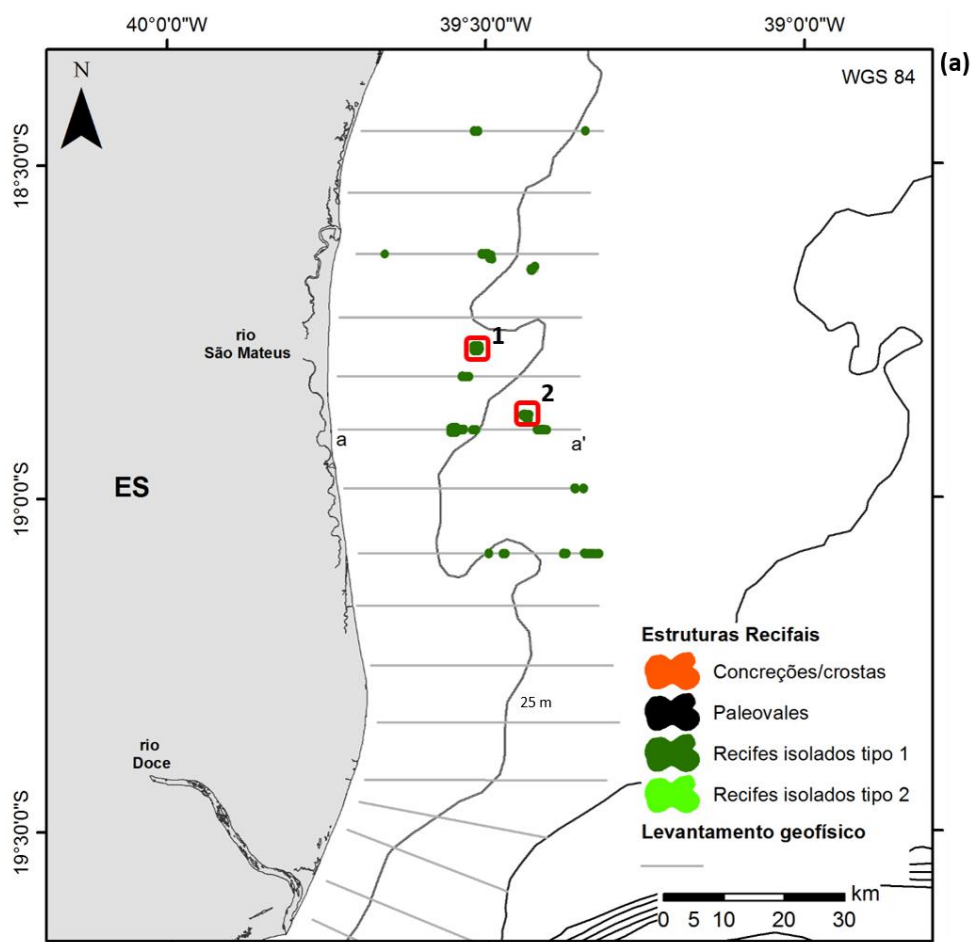 40°0'0"W 39°30'0"W 39°0'0"W
(a)
WGS 84
N
18°30'0"S
1
rio
São Mateus
2
a a'
ES
19°0'0"S
Estruturas Recifais
Concreções/crostas
25 m
Paleovales
rio
Doce
Recifes isolados tipo 1
Recifes isolados tipo 2
19°30'0"S
Levantamento geofísico
km
0 5 10 20 30